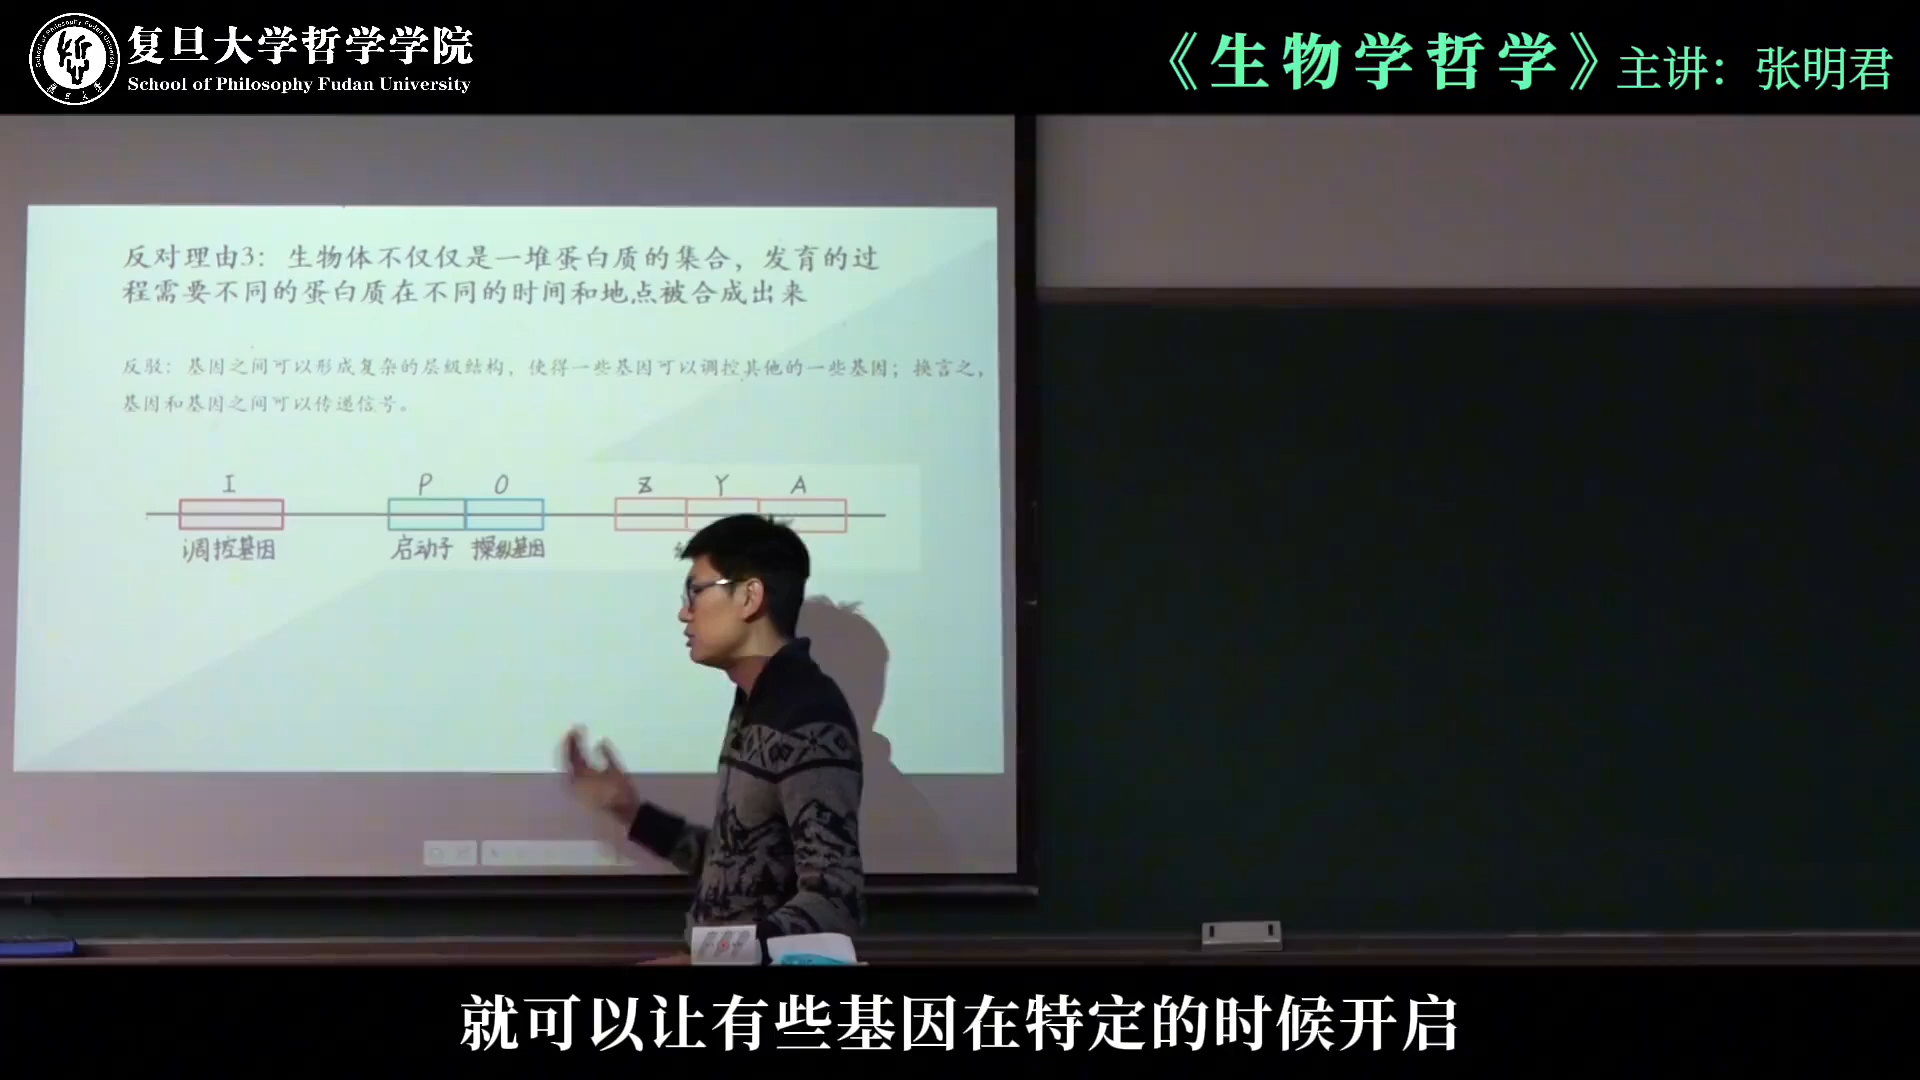 复旦大学哲学学院
School of Philosophy Fudan University
《生物学哲学》主讲：张明君
反对理由3：生物体不仅仅是一堆蛋白质的集合，发育的过
程需要不同的蛋白质在不同的时间和地点被合成出来
反驳：基因之间可以形成复杂的层级结构，使得一些基因可以调控其他的一些基因；换言之，
基因和基因之间可以传递信号。
I P O Z Y A
调控基因 启动子 操纵基因
就可以让有些基因在特定的时候开启